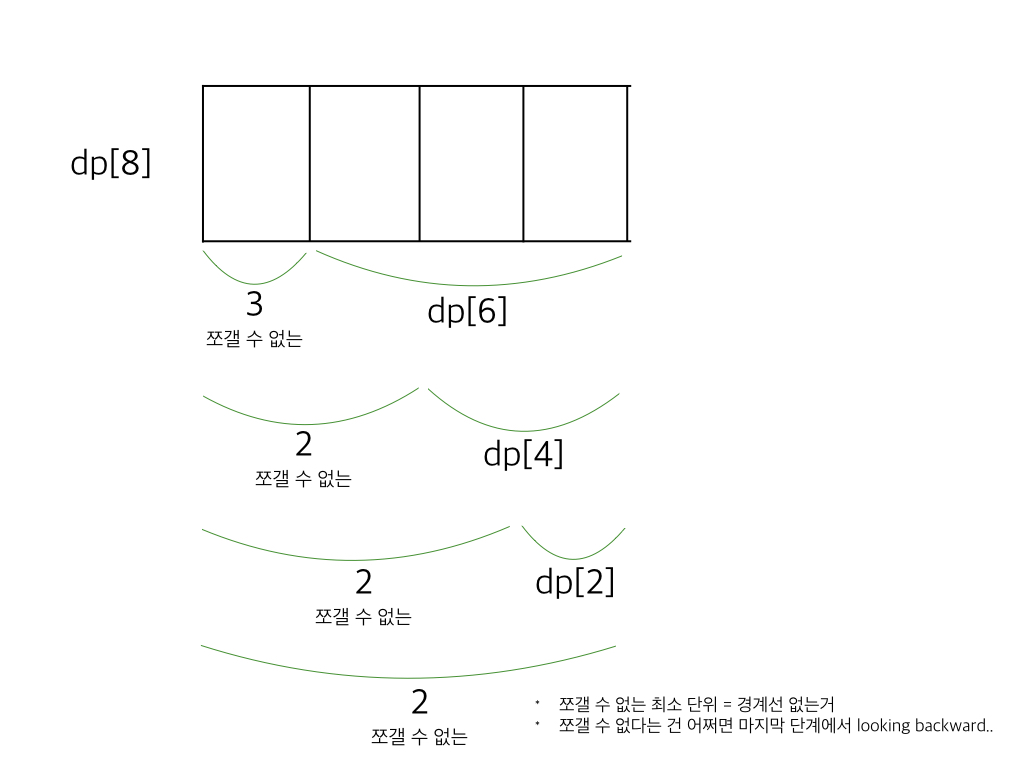 dp[8]
3
쪼갤 수 없는
dp[6]
2
쪼갤 수 없는
dp[4]
2
쪼갤 수 없는
dp[2]
2
쪼갤 수 없는
* 쪼갤 수 없는 최소 단위 = 경계선 없는거
* 쪼갤 수 없다는 건 어쩌면 마지막 단계에서 looking backward..